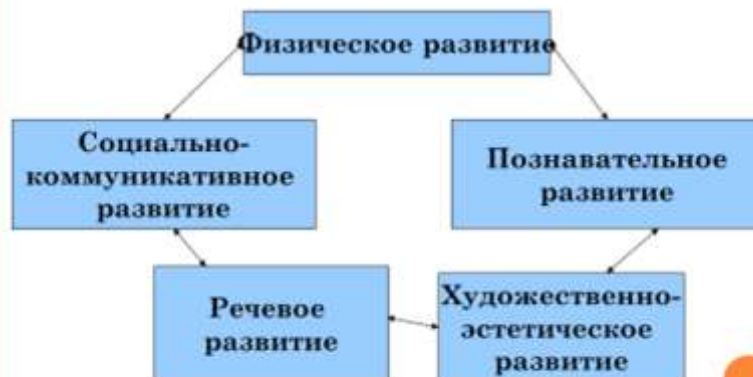 Физическое развитие
Социально-
коммуникативное
развитие
Познавательное
развитие
Речевое
развитие
Художественно-
эстетическое
развитие